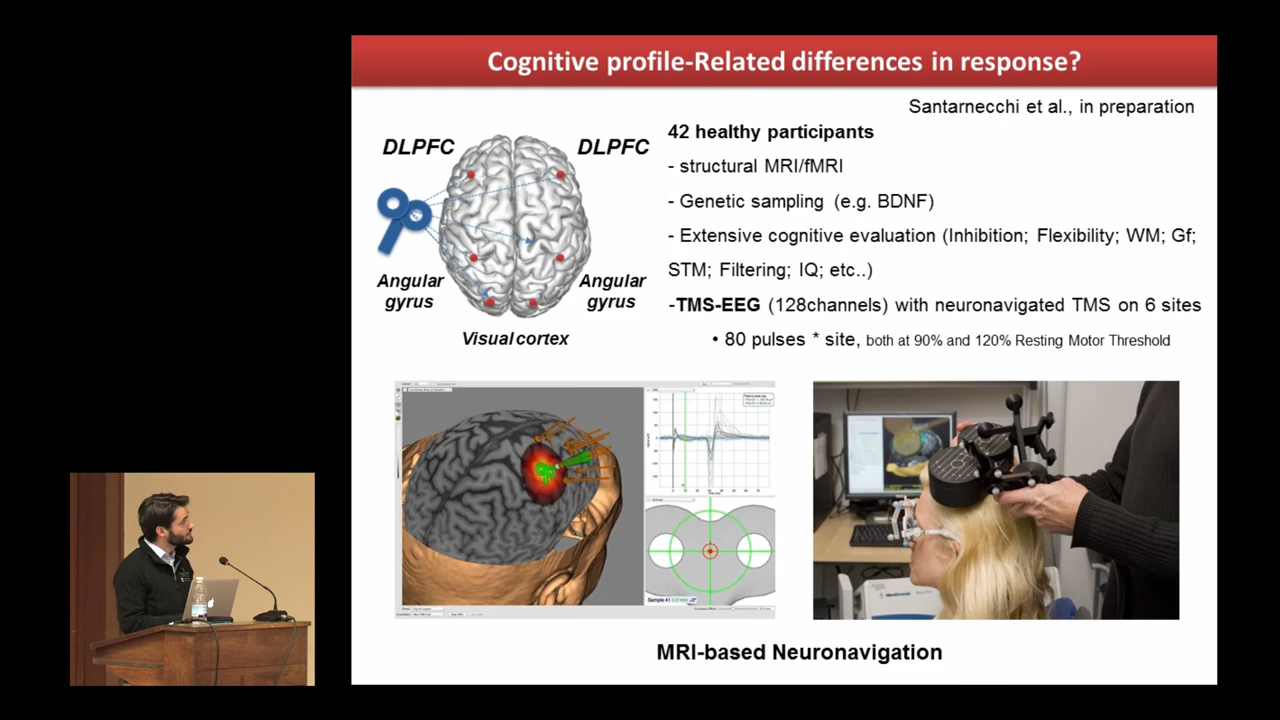 Cognitive profile-Related differences in response?
Santarnecchi et al., in preparation
DLPFC
DLPFC
Angular
gyrus
Angular
gyrus
Visual cortex
42 healthy participants
- structural MRI/fMRI
- Genetic sampling (e.g. BDNF)
- Extensive cognitive evaluation (Inhibition; Flexibility; WM; Gf;
STM; Filtering; IQ; etc..)
-TMS-EEG (128channels) with neuronavigated TMS on 6 sites
• 80 pulses * site, both at 90% and 120% Resting Motor Threshold
MRI-based Neuronavigation